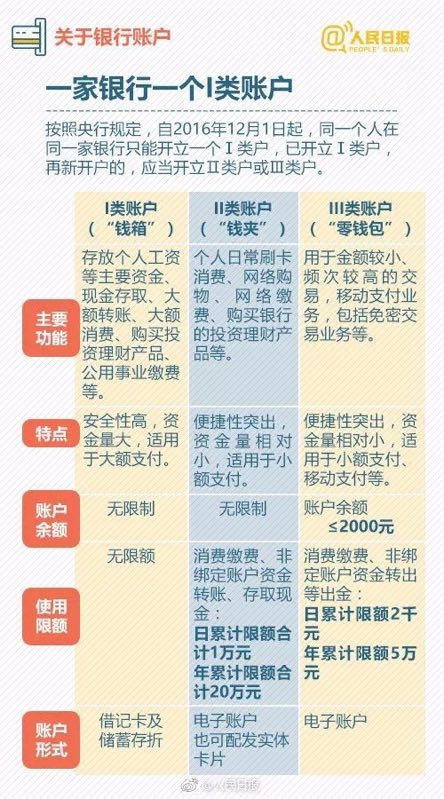 关于银行账户
@人民日报
PEOPLE'S DAILY
一家银行一个I类账户
按照央行规定，自2016年12月1日起，同一个人在
同一家银行只能开立一个Ⅰ类户，已开立Ⅰ类户，
再新开户的，应当开立Ⅱ类户或Ⅲ类户。
I类账户
（“钱箱”）
II类账户
（“钱夹”）
III类账户
（“零钱包”）
主要
功能
存放个人工资
等主要资金、
现金存取、大
额转账、大额
消费、购买投
资理财产品、
公用事业缴费
等。
个人日常刷卡
消费、网络购
物、网络缴
费、购买银行
的投资理财产
品等。
用于金额较小、
频次较高的交
易，移动支付业
务，包括免密交
易业务等。
特点
安全性高，资
金量大，适用
于大额支付。
便捷性突出，
资金量相对
小，适用于小
额支付。
便捷性突出，资
金量相对小，适
用于小额支付、
移动支付等。
账户
余额
无限制
无限制
账户余额
≤2000元
使用
限额
无限额
消费缴费、非
绑定账户资金
转账、存取现
金：
日累计限额合
计1万元
年累计限额合
计20万元
消费缴费、非绑
定账户资金转出
等出金：
日累计限额2千
元
年累计限额5万
元
账户
形式
借记卡及
储蓄存折
电子账户
也可配发实体
卡片
电子账户
@人民日报